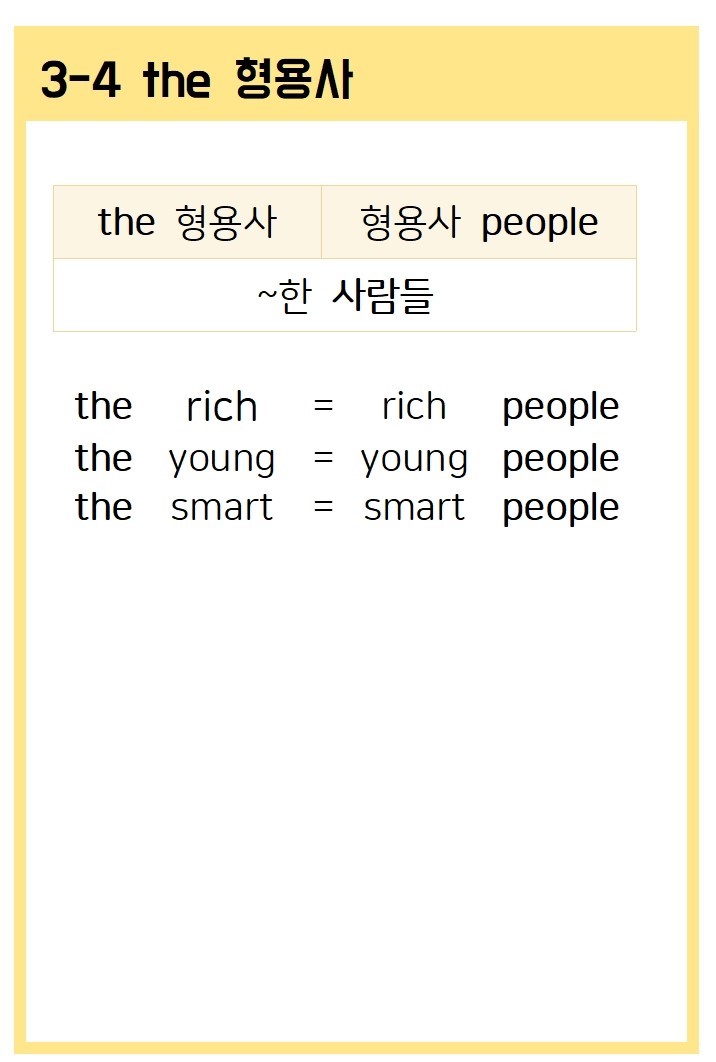 3-4 the 형용사
the 형용사 형용사 people
~한 사람들
the rich = rich people
the young = young people
the smart = smart people